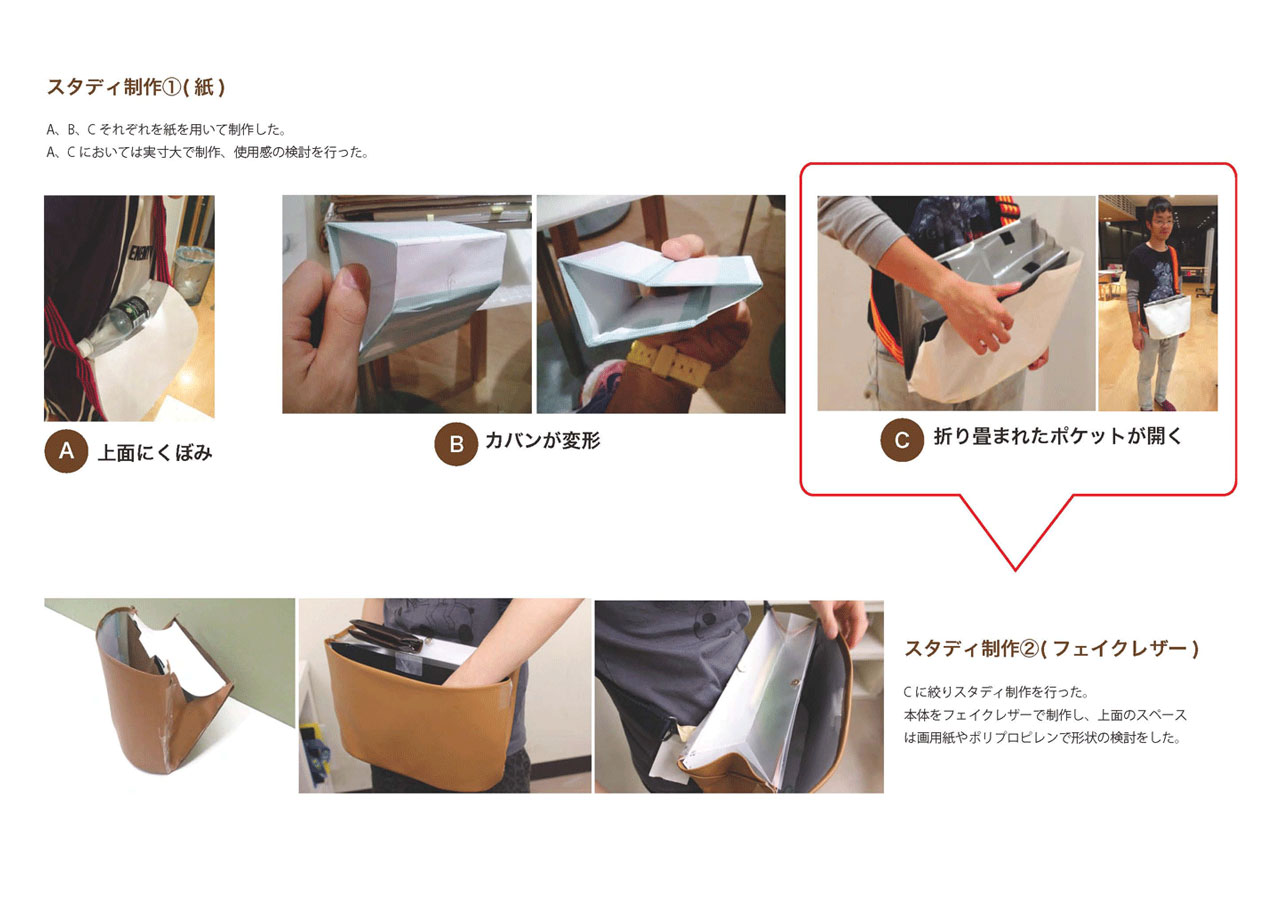 スタディ制作①( 紙 )
A、B、C それぞれを紙を用いて制作した。
A、C においては実寸大で制作、使用感の検討を行った。
A 上面にくぼみ
B カバンが変形
C 折り畳まれたポケットが開く
スタディ制作②( フェイクレザー )
C に絞りスタディ制作を行った。
本体をフェイクレザーで制作し、上面のスペース
は画用紙やポリプロピレンで形状の検討をした。